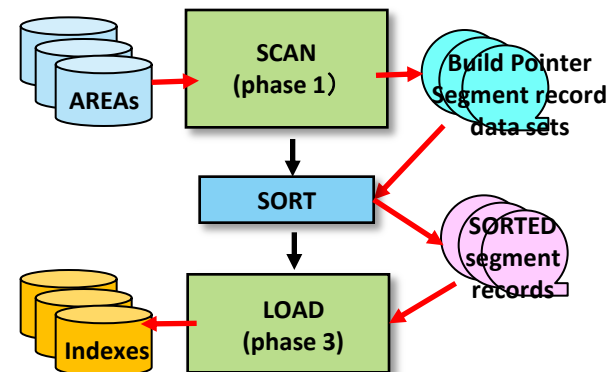 AREAs
SCAN
(phase 1）
Build Pointer
Segment record
data sets
SORT
SORTED
segment
records
LOAD
(phase 3)
Indexes